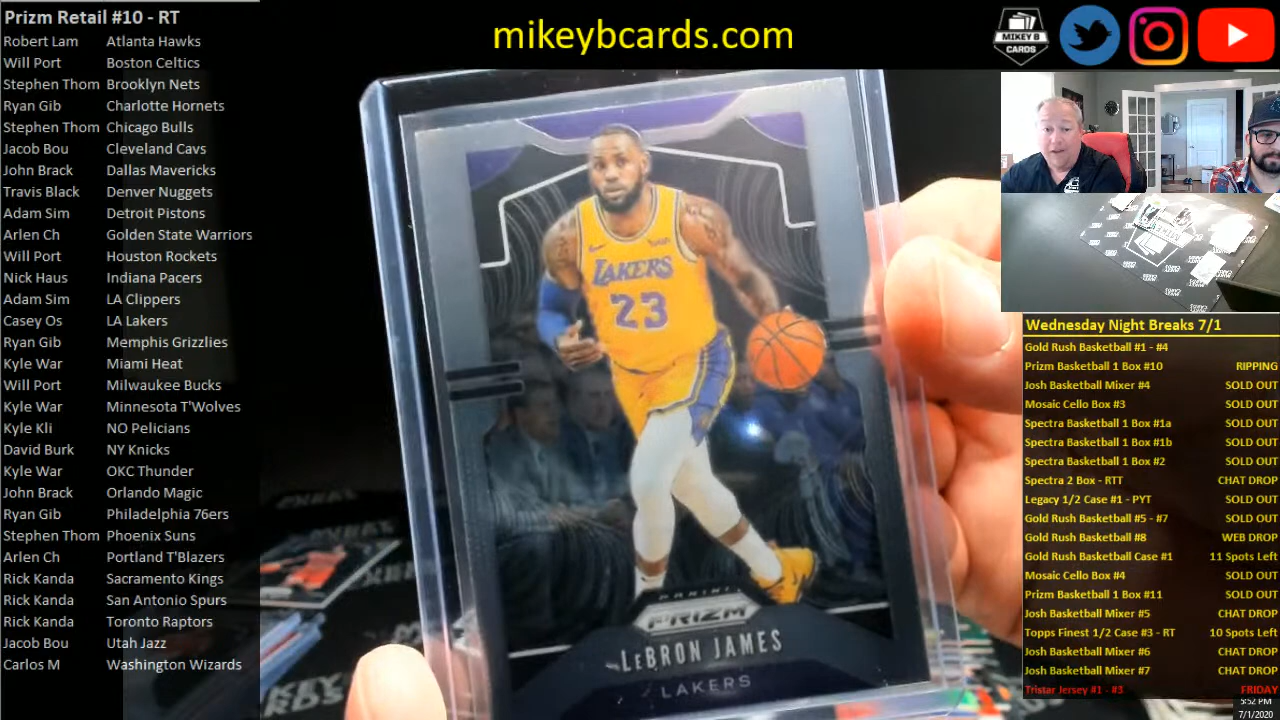 Prizm Retail #10 - RT
Robert Lam Atlanta Hawks
Will Port Boston Celtics
Stephen Thom Brooklyn Nets
Ryan Gib Charlotte Hornets
Stephen Thom Chicago Bulls
Jacob Bou Cleveland Cavs
John Brack Dallas Mavericks
Travis Black Denver Nuggets
Adam Sim Detroit Pistons
Arlen Ch Golden State Warriors
Will Port Houston Rockets
Nick Haus Indiana Pacers
Adam Sim LA Clippers
Casey Os LA Lakers
Ryan Gib Memphis Grizzlies
Kyle War Miami Heat
Will Port Milwaukee Bucks
Kyle War Minnesota T'Wolves
Kyle Kli NO Pelicians
David Burk NY Knicks
Kyle War OKC Thunder
John Brack Orlando Magic
Ryan Gib Philadelphia 76ers
Stephen Thom Phoenix Suns
Arlen Ch Portland T'Blazers
Rick Kanda Sacramento Kings
Rick Kanda San Antonio Spurs
Rick Kanda Toronto Raptors
Jacob Bou Utah Jazz
Carlos M Washington Wizards
mikeybcards.com
MIKEY B
CARDS
LAKERS
23
PANINI
PRIZM
LEBRON JAMES
LAKERS
Wednesday Night Breaks 7/1
Gold Rush Basketball #1 - #4
Prizm Basketball 1 Box #10 RIPPING
Josh Basketball Mixer #4 SOLD OUT
Mosaic Cello Box #3 SOLD OUT
Spectra Basketball 1 Box #1a SOLD OUT
Spectra Basketball 1 Box #1b SOLD OUT
Spectra Basketball 1 Box #2 SOLD OUT
Spectra 2 Box - RTT CHAT DROP
Legacy 1/2 Case #1 - PYT SOLD OUT
Gold Rush Basketball #5 - #7 SOLD OUT
Gold Rush Basketball #8 WEB DROP
Gold Rush Basketball Case #1 11 Spots Left
Mosaic Cello Box #4 SOLD OUT
Prizm Basketball 1 Box #11 SOLD OUT
Josh Basketball Mixer #5 CHAT DROP
Topps Finest 1/2 Case #3 - RT 10 Spots Left
Josh Basketball Mixer #6 CHAT DROP
Josh Basketball Mixer #7 CHAT DROP
Tristar Jersey #1 - #3 FRIDAY
5:52 PM
7/1/2020